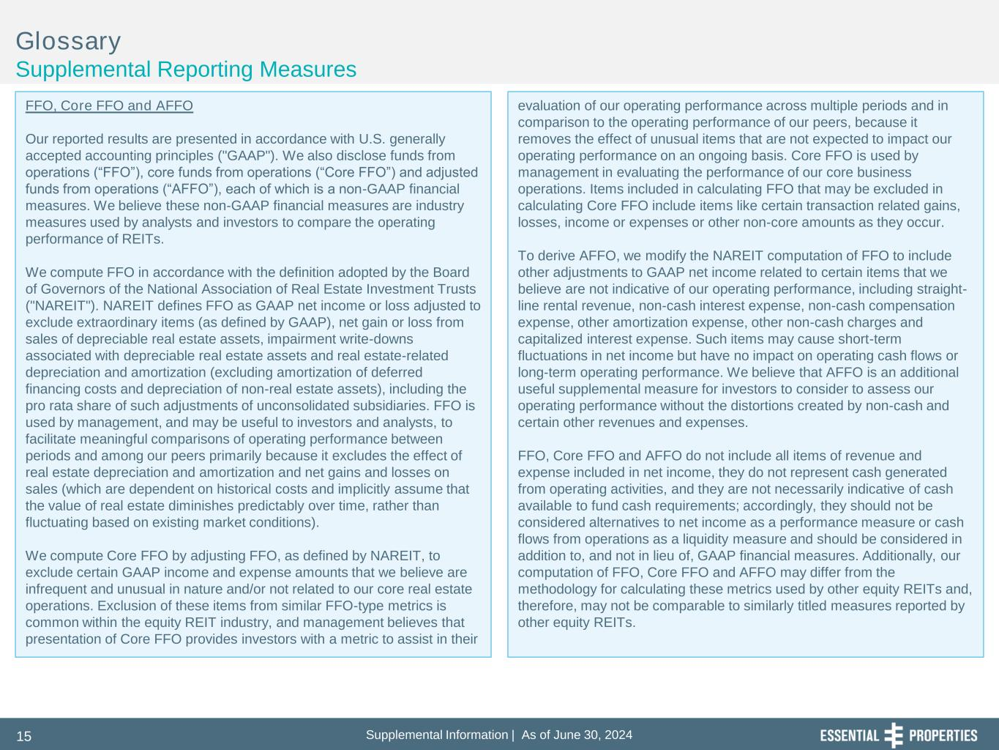 Glossary
Supplemental Reporting Measures
FFO, Core FFO and AFFO
Our reported results are presented in accordance with U.S. generally
accepted accounting principles ("GAAP"). We also disclose funds from
operations (“FFO”), core funds from operations (“Core FFO”) and adjusted
funds from operations (“AFFO”), each of which is a non-GAAP financial
measures. We believe these non-GAAP financial measures are industry
measures used by analysts and investors to compare the operating
performance of REITs.
We compute FFO in accordance with the definition adopted by the Board
of Governors of the National Association of Real Estate Investment Trusts
("NAREIT"). NAREIT defines FFO as GAAP net income or loss adjusted to
exclude extraordinary items (as defined by GAAP), net gain or loss from
sales of depreciable real estate assets, impairment write-downs
associated with depreciable real estate assets and real estate-related
depreciation and amortization (excluding amortization of deferred
financing costs and depreciation of non-real estate assets), including the
pro rata share of such adjustments of unconsolidated subsidiaries. FFO is
used by management, and may be useful to investors and analysts, to
facilitate meaningful comparisons of operating performance between
periods and among our peers primarily because it excludes the effect of
real estate depreciation and amortization and net gains and losses on
sales (which are dependent on historical costs and implicitly assume that
the value of real estate diminishes predictably over time, rather than
fluctuating based on existing market conditions).
We compute Core FFO by adjusting FFO, as defined by NAREIT, to
exclude certain GAAP income and expense amounts that we believe are
infrequent and unusual in nature and/or not related to our core real estate
operations. Exclusion of these items from similar FFO-type metrics is
common within the equity REIT industry, and management believes that
presentation of Core FFO provides investors with a metric to assist in their
evaluation of our operating performance across multiple periods and in
comparison to the operating performance of our peers, because it
removes the effect of unusual items that are not expected to impact our
operating performance on an ongoing basis. Core FFO is used by
management in evaluating the performance of our core business
operations. Items included in calculating FFO that may be excluded in
calculating Core FFO include items like certain transaction related gains,
losses, income or expenses or other non-core amounts as they occur.
To derive AFFO, we modify the NAREIT computation of FFO to include
other adjustments to GAAP net income related to certain items that we
believe are not indicative of our operating performance, including straight-
line rental revenue, non-cash interest expense, non-cash compensation
expense, other amortization expense, other non-cash charges and
capitalized interest expense. Such items may cause short-term
fluctuations in net income but have no impact on operating cash flows or
long-term operating performance. We believe that AFFO is an additional
useful supplemental measure for investors to consider to assess our
operating performance without the distortions created by non-cash and
certain other revenues and expenses.
FFO, Core FFO and AFFO do not include all items of revenue and
expense included in net income, they do not represent cash generated
from operating activities, and they are not necessarily indicative of cash
available to fund cash requirements; accordingly, they should not be
considered alternatives to net income as a performance measure or cash
flows from operations as a liquidity measure and should be considered in
addition to, and not in lieu of, GAAP financial measures. Additionally, our
computation of FFO, Core FFO and AFFO may differ from the
methodology for calculating these metrics used by other equity REITs and,
therefore, may not be comparable to similarly titled measures reported by
other equity REITs.
15
Supplemental Information | As of June 30, 2024
ESSENTIAL PROPERTIES